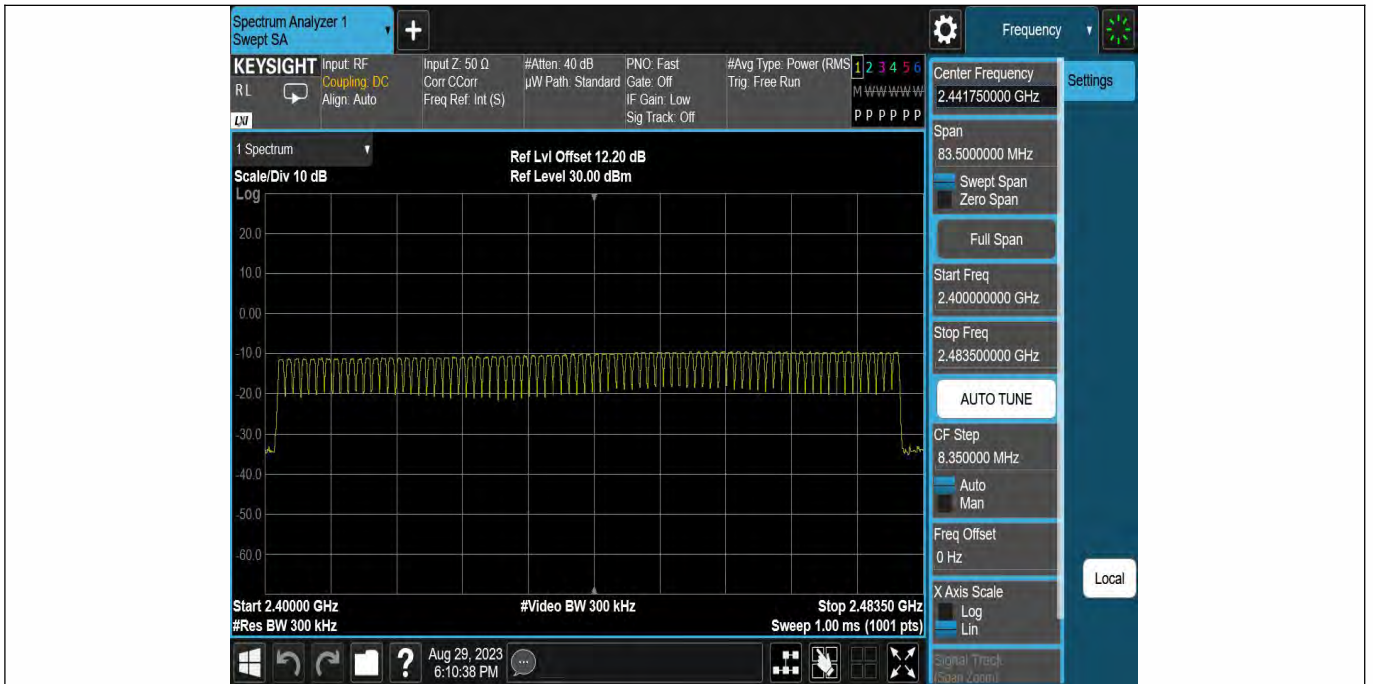 Spectrum Analyzer 1
Swept SA
+
Frequency
KEYSIGHT
RL
LXI
Input: RF
Coupling: DC
Align: Auto
Input Z: 50 Ω
Corr CCorr
Freq Ref: Int (S)
#Atten: 40 dB
µW Path: Standard
PNO: Fast
Gate: Off
IF Gain: Low
Sig Track: Off
#Avg Type: Power (RMS
Trig: Free Run
1 2 3 4 5 6
M W W W W W
P P P P P P
1 Spectrum
Scale/Div 10 dB
Ref Lvl Offset 12.20 dB
Ref Level 30.00 dBm
Log
20.0
10.0
0.00
-10.0
-20.0
-30.0
-40.0
-50.0
-60.0
Start 2.40000 GHz
#Video BW 300 kHz
Stop 2.48350 GHz
#Res BW 300 kHz
Sweep 1.00 ms (1001 pts)
Center Frequency
2.441750000 GHz
Settings
Span
83.5000000 MHz
Swept Span
Zero Span
Full Span
Start Freq
2.400000000 GHz
Stop Freq
2.483500000 GHz
AUTO TUNE
CF Step
8.350000 MHz
Auto
Man
Freq Offset
0 Hz
X Axis Scale
Log
Lin
Signal Track
(Span Zoom)
Local
?
Aug 29, 2023
6:10:38 PM